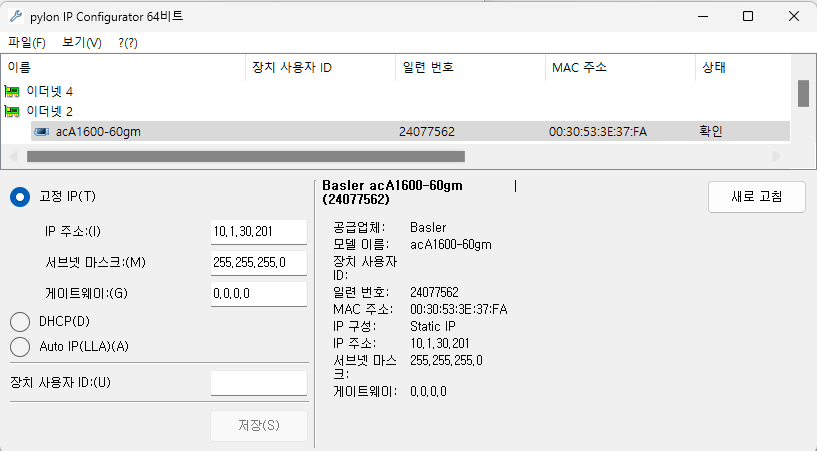 pylon IP Configurator 64비트
파일(F) 보기(V) ?(?)
이름 장치 사용자 ID 일련 번호 MAC 주소 상태
이더넷 4
이더넷 2
acA1600-60gm 24077562 00:30:53:3E:37:FA 확인
고정 IP(T)
IP 주소:(I) 10,1,30,201
서브넷 마스크:(M) 255,255,255,0
게이트웨이:(G) 0,0,0,0
DHCP(D)
Auto IP(LLA)(A)
장치 사용자 ID:(U)
저장(S)
Basler acA1600-60gm
(24077562)
공급업체: Basler
모델 이름: acA1600-60gm
장치 사용자
ID:
일련 번호: 24077562
MAC 주소: 00:30:53:3E:37:FA
IP 구성: Static IP
IP 주소: 10,1,30,201
서브넷 마스 255,255,255,0
크:
게이트웨이: 0,0,0,0
새로 고침